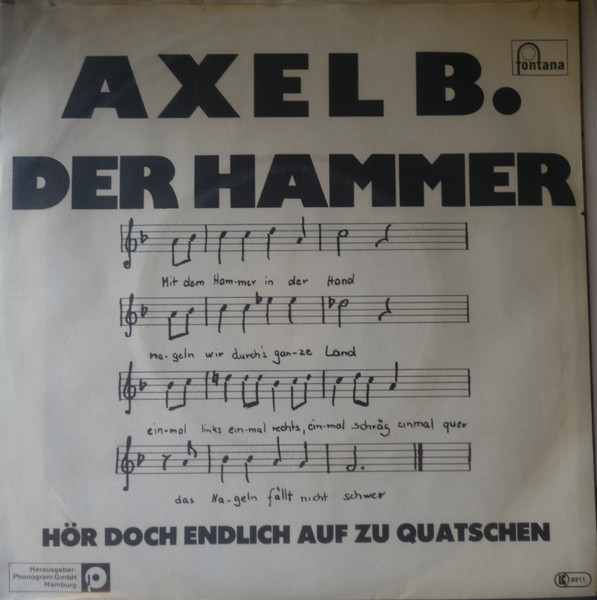 AXEL B.
fontana
DER HAMMER
Mit dem Ham-mer in der Hand
na-geln wir durch's gan-ze Land
ein-mal links ein-mal rechts, ein-mal schräg einmal quer
das Na-geln fällt nicht schwer
HÖR DOCH ENDLICH AUF ZU QUATSCHEN
Herausgeber:
Phonogram GmbH
Hamburg
LC 0211